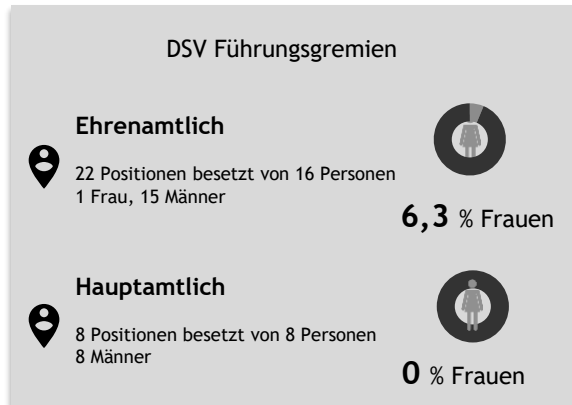 DSV Führungsgremien
Ehrenamtlich
22 Positionen besetzt von 16 Personen
1 Frau, 15 Männer
6,3 % Frauen
Hauptamtlich
8 Positionen besetzt von 8 Personen
8 Männer
0 % Frauen